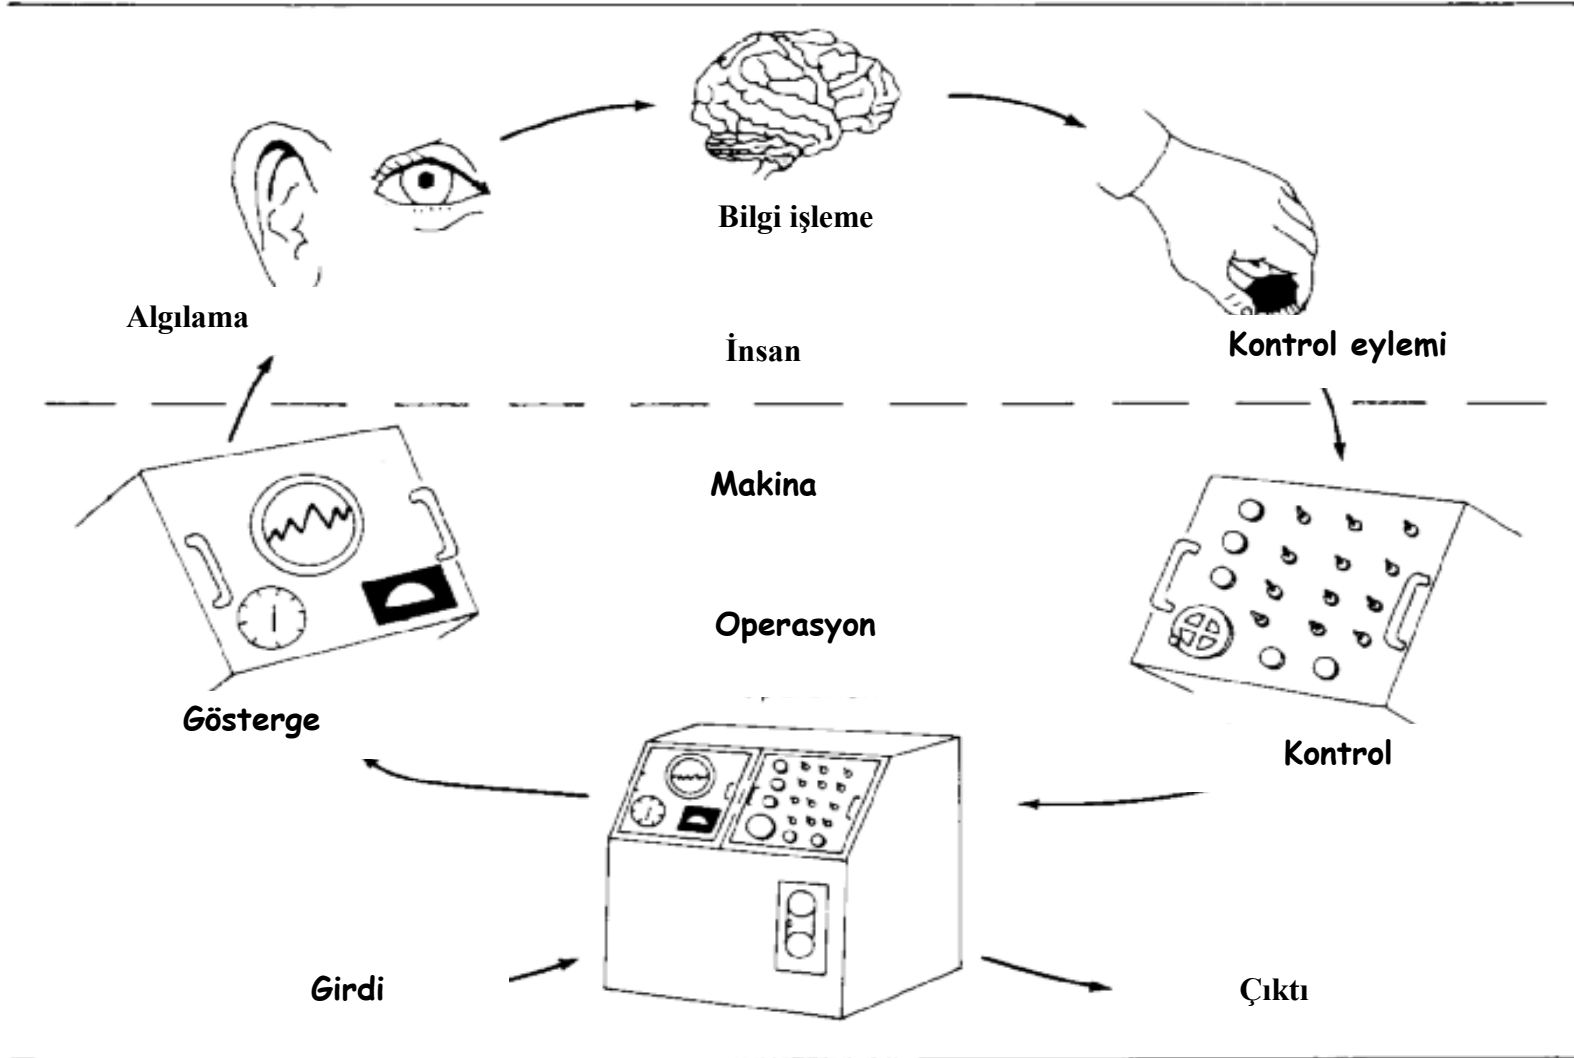 Bilgi işleme
Algılama
İnsan
Kontrol eylemi
Makina
Operasyon
Gösterge
Kontrol
Girdi
Çıktı